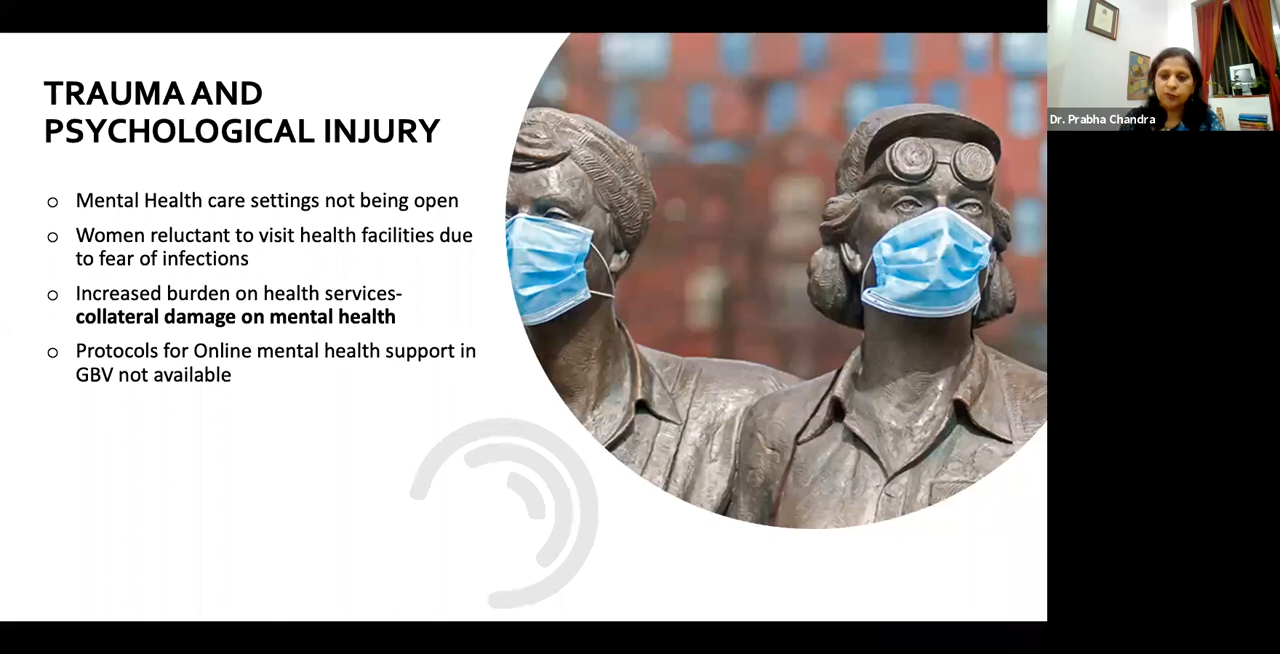 TRAUMA AND
PSYCHOLOGICAL INJURY
o Mental Health care settings not being open
o Women reluctant to visit health facilities due
to fear of infections
o Increased burden on health services-
collateral damage on mental health
o Protocols for Online mental health support in
GBV not available
Dr. Prabha Chandra